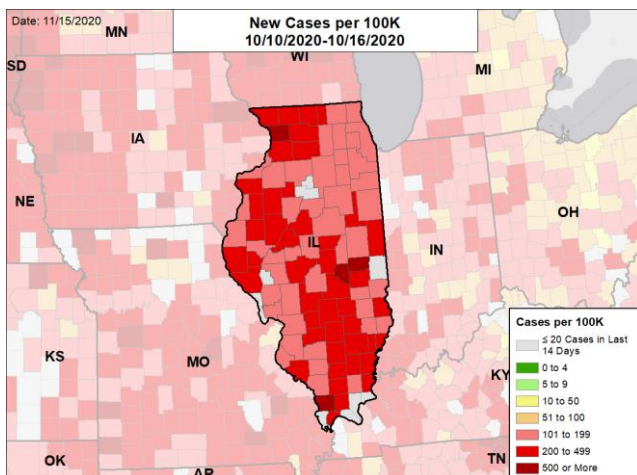 Date: 11/15/2020
New Cases per 100K
10/10/2020-10/16/2020
MN
WI
SD
MI
IA
NE
OH
IL
IN
KS
MO
KY
OK
AR
TN
Cases per 100K
≤ 20 Cases in Last
14 Days
0 to 4
5 to 9
10 to 50
51 to 100
101 to 199
200 to 499
500 or More